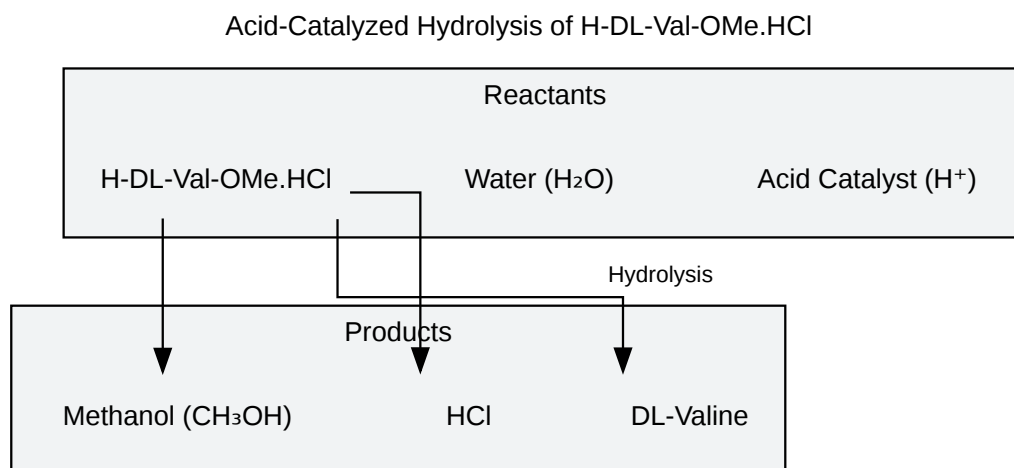 Acid-Catalyzed Hydrolysis of H-DL-Val-OMe.HCl
Reactants
H-DL-Val-OMe.HCl
Water (H₂O)
Acid Catalyst (H⁺)
Hydrolysis
Products
Methanol (CH₃OH)
HCl
DL-Valine